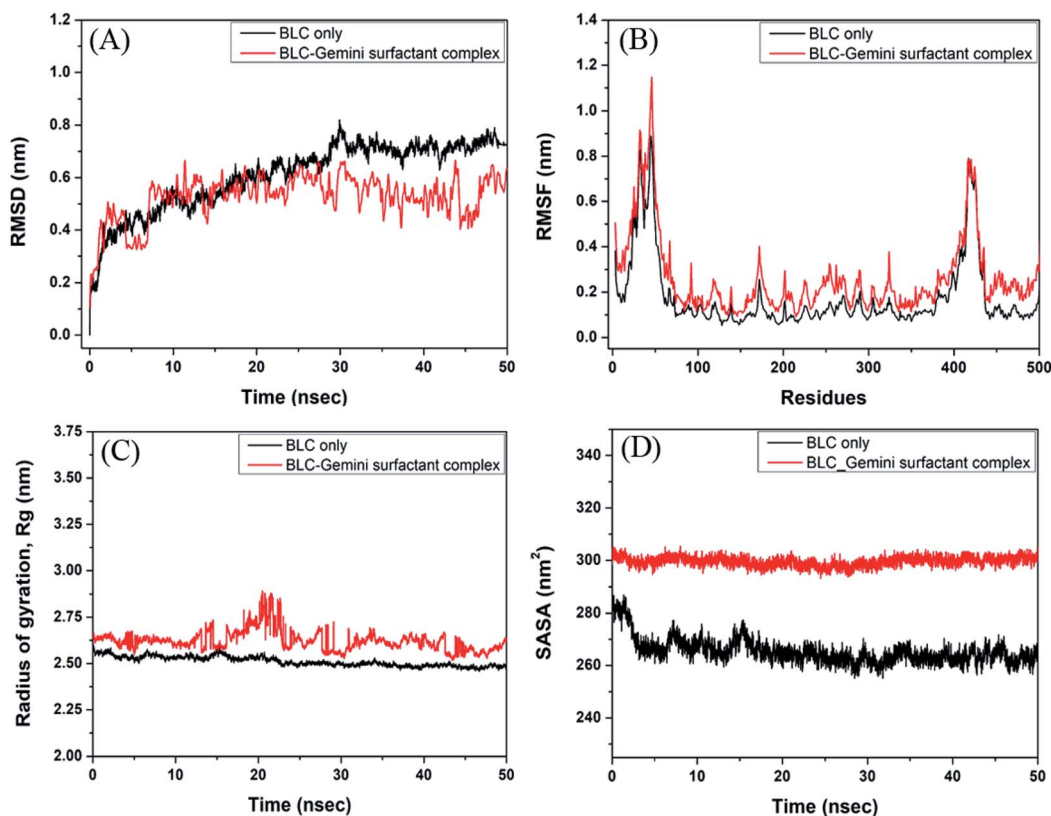 (A)
BLC only
BLC-Gemini surfactant complex
RMSD (nm)
1.2
1.0
0.8
0.6
0.4
0.2
0.0
0 10 20 30 40 50
Time (nsec)
(B)
BLC only
BLC-Gemini surfactant complex
RMSF (nm)
1.4
1.2
1.0
0.8
0.6
0.4
0.2
0.0
0 100 200 300 400 500
Residues
(C)
BLC only
BLC-Gemini surfactant complex
Radius of gyration, Rg (nm)
3.75
3.50
3.25
3.00
2.75
2.50
2.25
2.00
0 10 20 30 40 50
Time (nsec)
(D)
BLC only
BLC_Gemini surfactant complex
SASA (nm²)
340
320
300
280
260
240
0 10 20 30 40 50
Time (nsec)